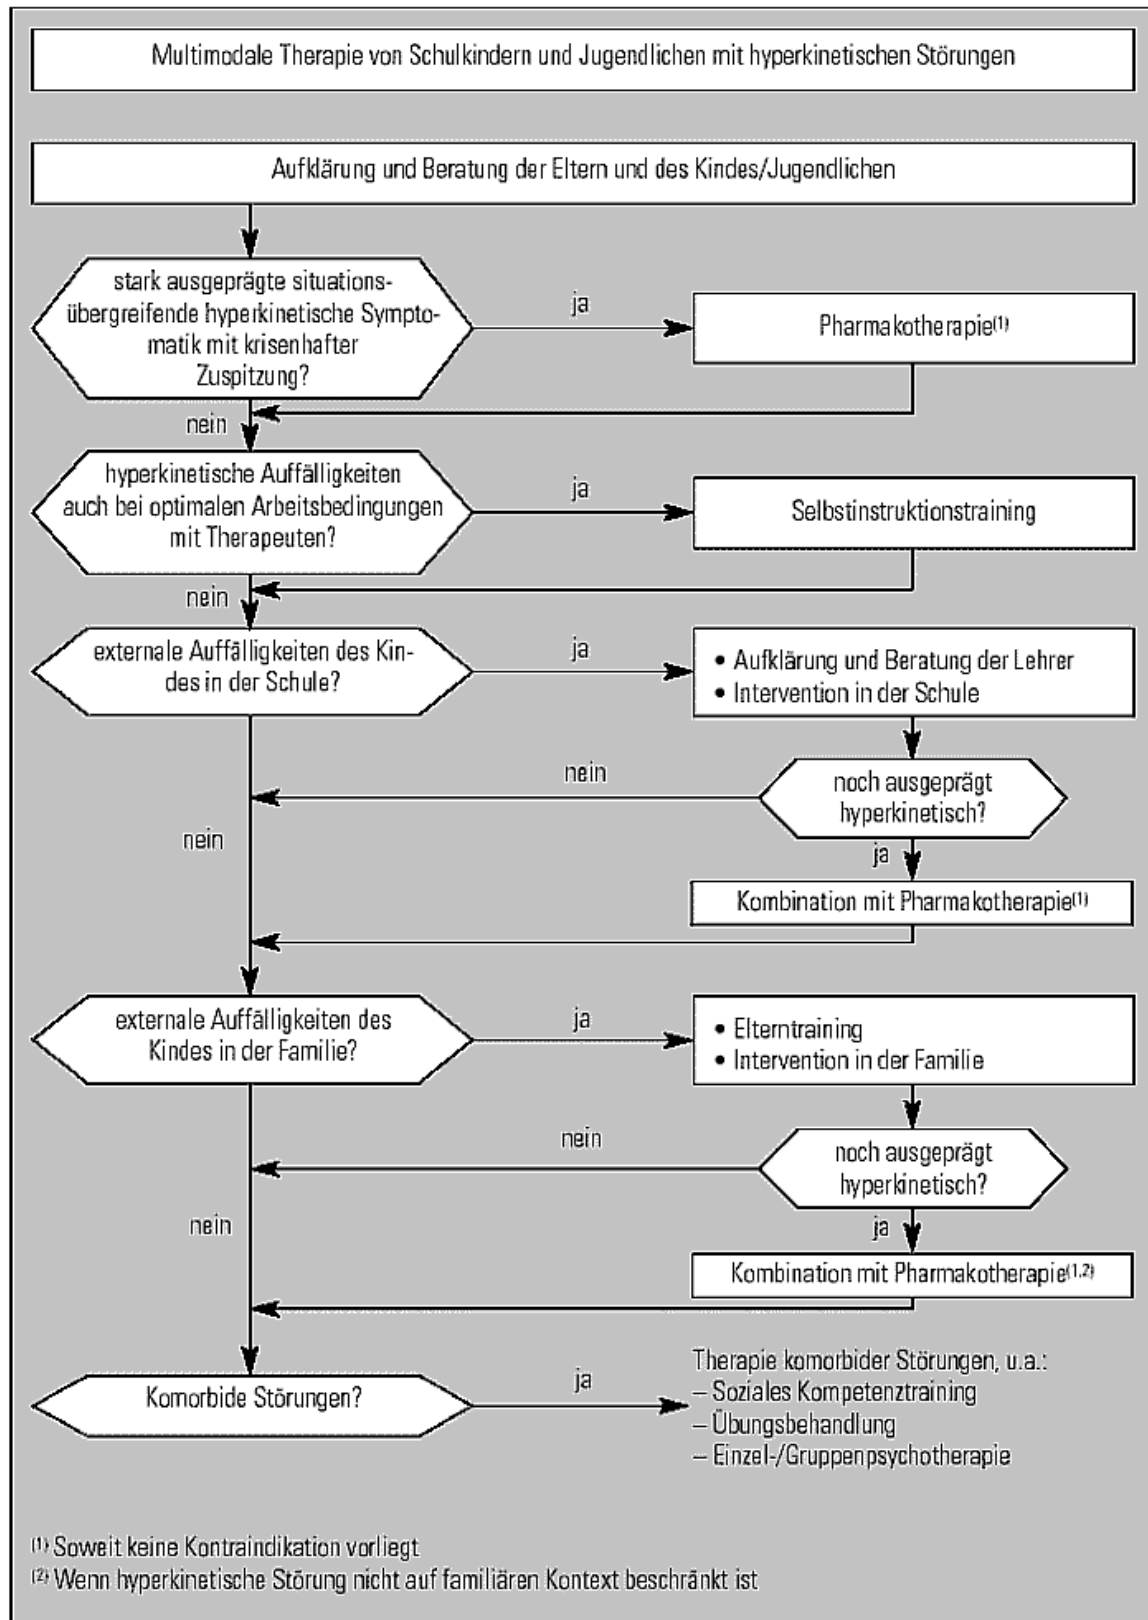 Multimodale Therapie von Schulkindern und Jugendlichen mit hyperkinetischen Störungen
Aufklärung und Beratung der Eltern und des Kindes/Jugendlichen
stark ausgeprägte situations-
übergreifende hyperkinetische Sympto-
matik mit krisenhafter
Zuspitzung?
ja
Pharmakotherapie(1)
nein
hyperkinetische Auffälligkeiten
auch bei optimalen Arbeitsbedingungen
mit Therapeuten?
ja
Selbstinstruktionstraining
nein
externale Auffälligkeiten des Kin-
des in der Schule?
ja
• Aufklärung und Beratung der Lehrer
• Intervention in der Schule
nein
noch ausgeprägt
hyperkinetisch?
nein
ja
Kombination mit Pharmakotherapie(1)
externale Auffälligkeiten des
Kindes in der Familie?
ja
• Elterntraining
• Intervention in der Familie
nein
noch ausgeprägt
hyperkinetisch?
nein
ja
Kombination mit Pharmakotherapie(1,2)
Komorbide Störungen?
ja
Therapie komorbider Störungen, u.a.:
– Soziales Kompetenztraining
– Übungsbehandlung
– Einzel-/Gruppenpsychotherapie
(1) Soweit keine Kontraindikation vorliegt
(2) Wenn hyperkinetische Störung nicht auf familiären Kontext beschränkt ist